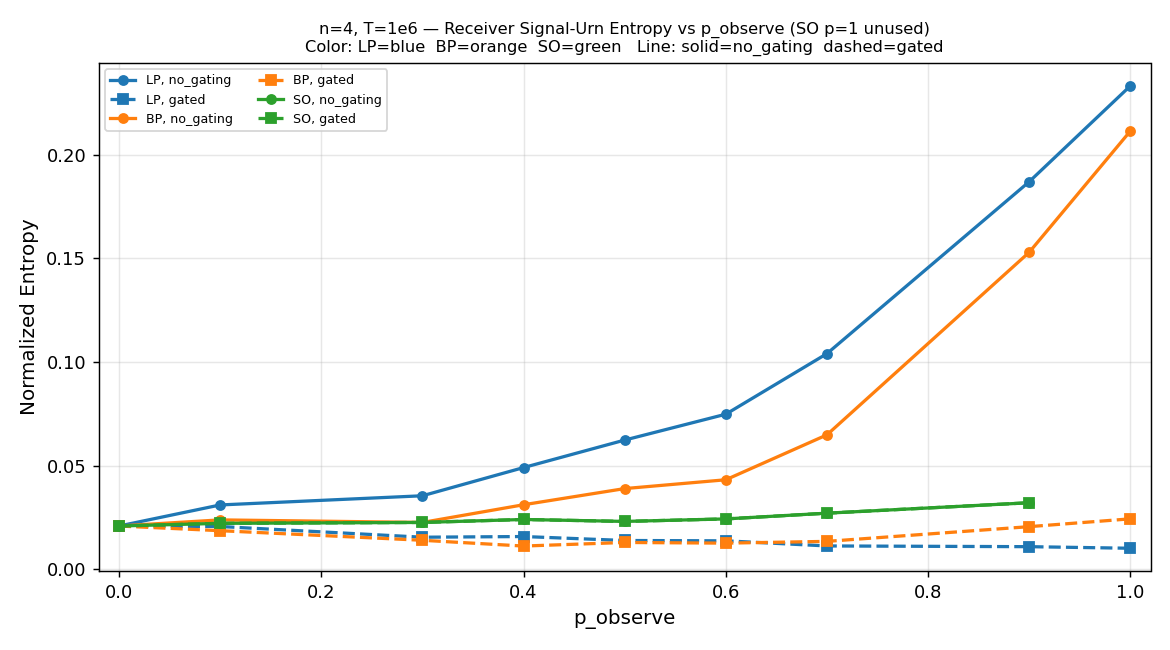 n=4, T=1e6 — Receiver Signal-Urn Entropy vs p_observe (SO p=1 unused)
Color: LP=blue  BP=orange  SO=green   Line: solid=no_gating  dashed=gated
LP, no_gating
LP, gated
BP, no_gating
BP, gated
SO, no_gating
SO, gated
Normalized Entropy
0.20
0.15
0.10
0.05
0.00
0.0 0.2 0.4 0.6 0.8 1.0
p_observe